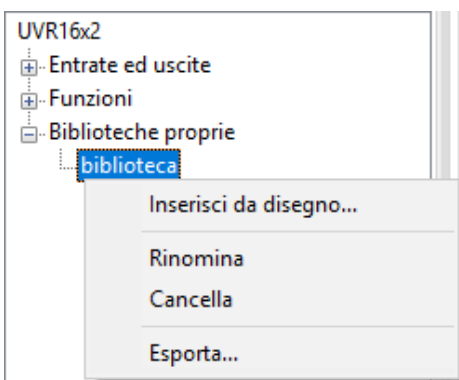 UVR16x2
Entrate ed uscite
Funzioni
Biblioteche proprie
biblioteca
Inserisci da disegno...
Rinomina
Cancella
Esporta...